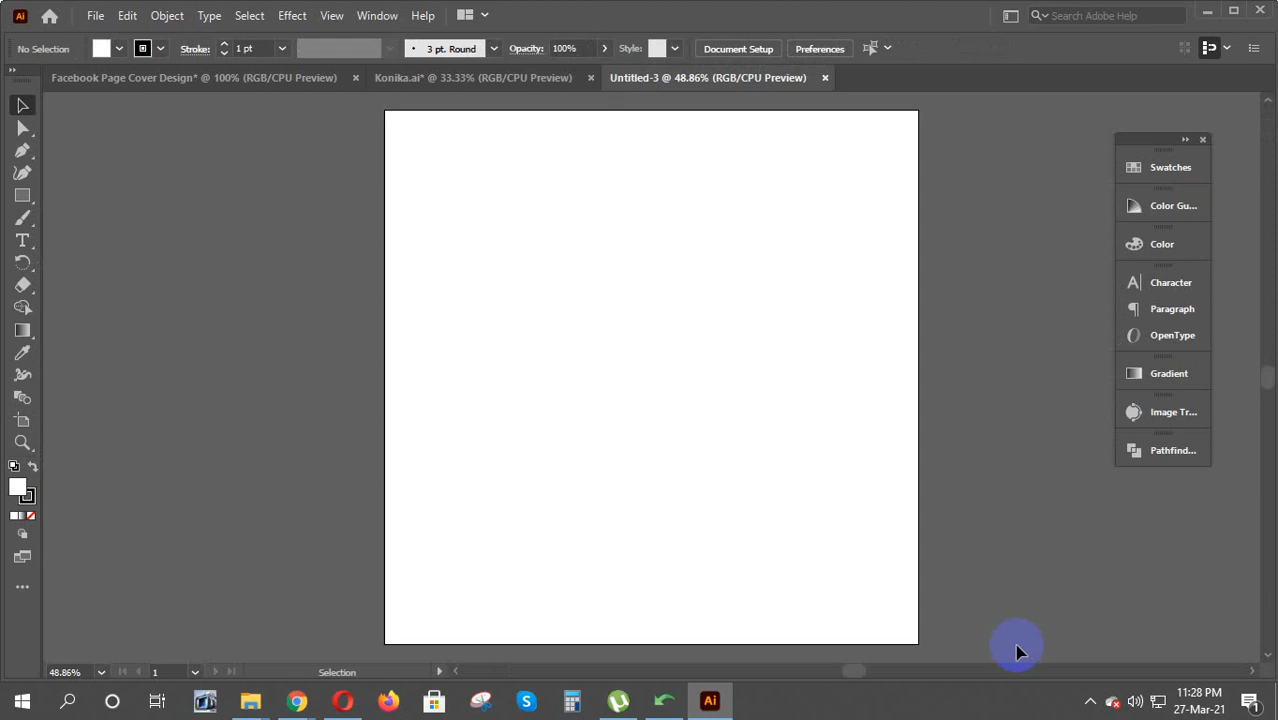 Ai File Edit Object Type Select Effect View Window Help Search Adobe Help
No Selection Stroke: 1 pt 3 pt. Round Opacity: 100% Style: Document Setup Preferences
Facebook Page Cover Design* @ 100% (RGB/CPU Preview) × Konika.ai* @ 33.33% (RGB/CPU Preview) × Untitled-3 @ 48.86% (RGB/CPU Preview) ×
Swatches
Color Gu...
Color
Character
Paragraph
OpenType
Gradient
Image Tr...
Pathfind...
48.86% 1 Selection
Ai 11:28 PM
27-Mar-21 1